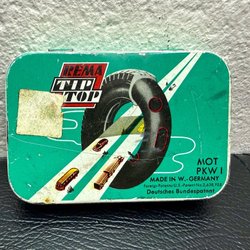 REMA
TIP
TOP
MOT
PKW I
MADE IN W.-GERMANY
Deutsches Bundespatent